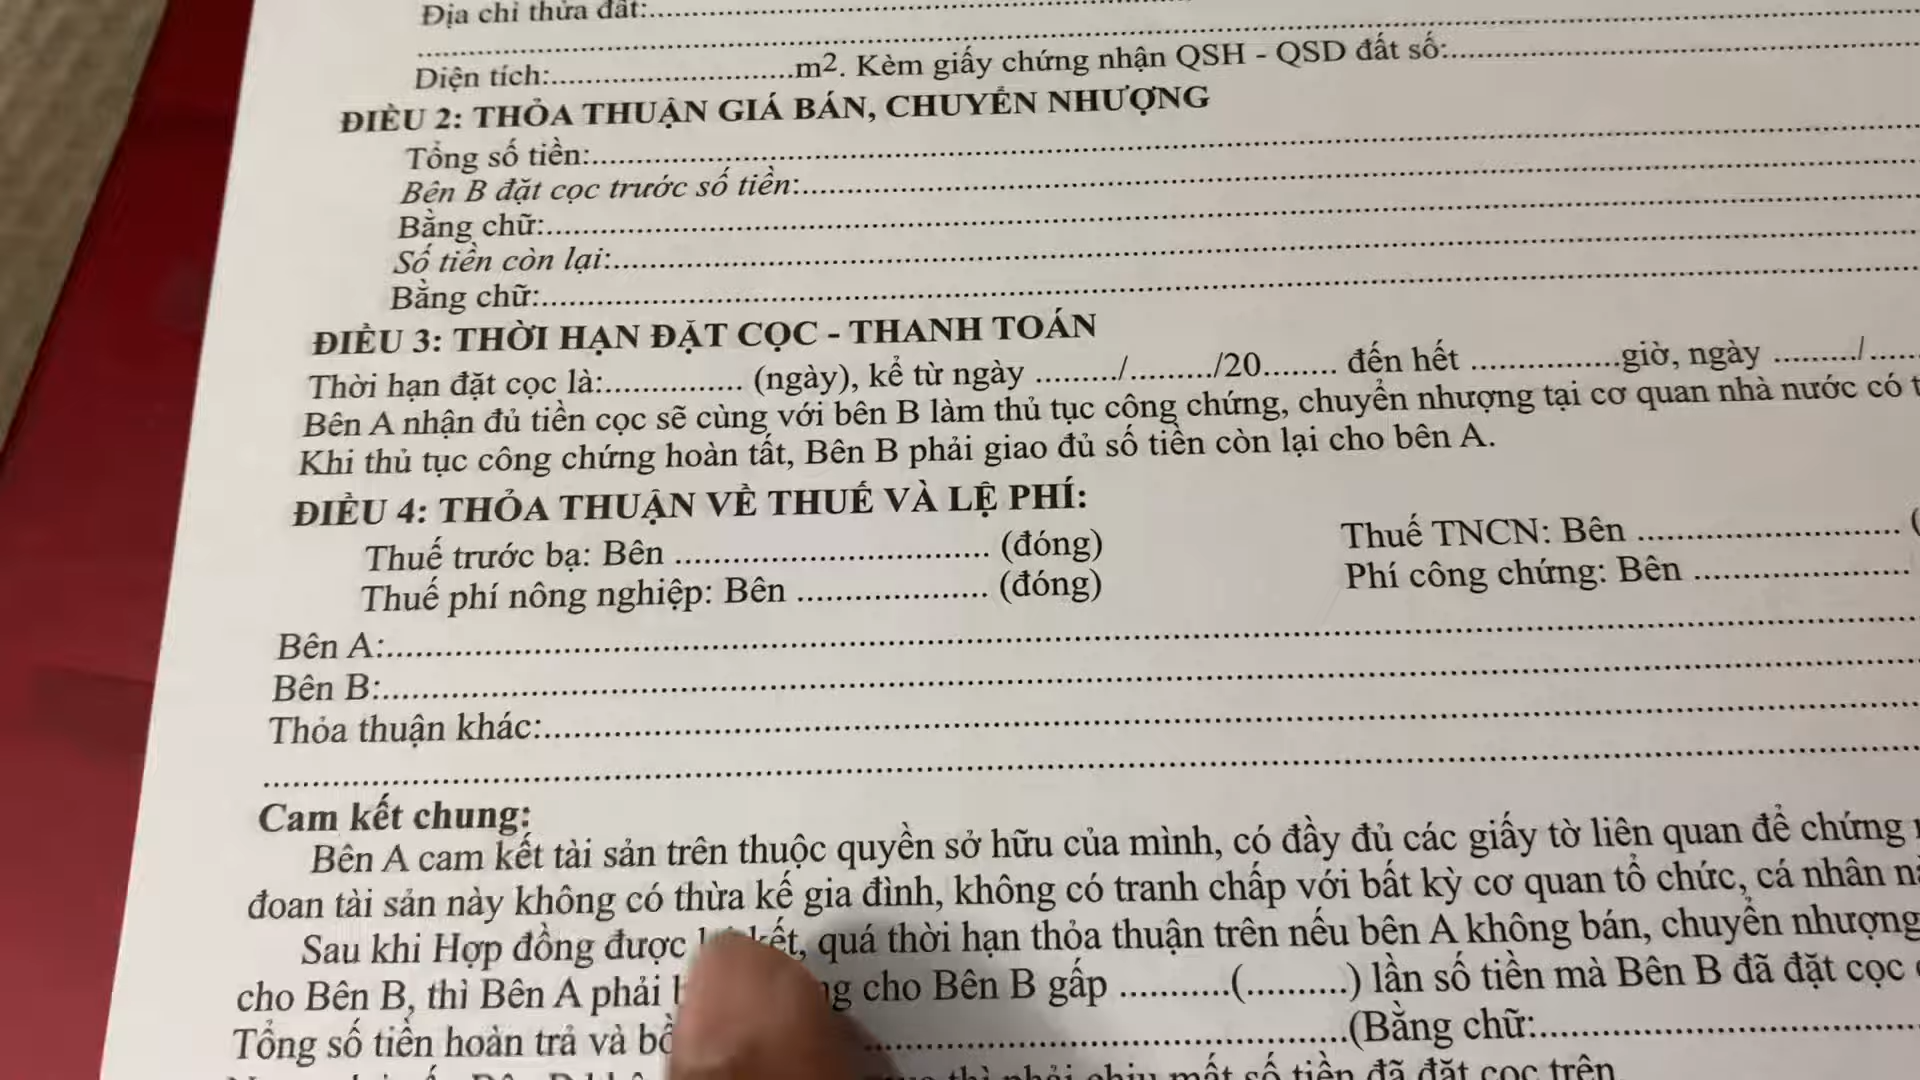 Địa chỉ thửa đất:..........
..........
Diện tích:..........m2. Kèm giấy chứng nhận QSH - QSD đất số:..........
ĐIỀU 2: THỎA THUẬN GIÁ BÁN, CHUYỂN NHƯỢNG
Tổng số tiền:..........
Bên B đặt cọc trước số tiền:..........
Bằng chữ:..........
Số tiền còn lại:..........
Bằng chữ:..........
ĐIỀU 3: THỜI HẠN ĐẶT CỌC - THANH TOÁN
Thời hạn đặt cọc là:............... (ngày), kể từ ngày ........./........./20........ đến hết ................giờ, ngày ........./......
Bên A nhận đủ tiền cọc sẽ cùng với bên B làm thủ tục công chứng, chuyển nhượng tại cơ quan nhà nước có
Khi thủ tục công chứng hoàn tất, Bên B phải giao đủ số tiền còn lại cho bên A.
ĐIỀU 4: THỎA THUẬN VỀ THUẾ VÀ LỆ PHÍ:
Thuế trước bạ: Bên .......... (đóng) Thuế TNCN: Bên .......... (
Thuế phí nông nghiệp: Bên .......... (đóng) Phí công chứng: Bên ..........
Bên A:..........
Bên B:..........
Thỏa thuận khác:..........
..........
Cam kết chung:
Bên A cam kết tài sản trên thuộc quyền sở hữu của mình, có đầy đủ các giấy tờ liên quan để chứng
đoan tài sản này không có thừa kế gia đình, không có tranh chấp với bất kỳ cơ quan tổ chức, cá nhân
Sau khi Hợp đồng được kết, quá thời hạn thỏa thuận trên nếu bên A không bán, chuyển nhượng
cho Bên B, thì Bên A phải cho Bên B gấp ...........(..........) lần số tiền mà Bên B đã đặt cọc
Tổng số tiền hoàn trả và ..........(Bằng chữ:..........
thì phải chịu mất số tiền đã đặt cọc trên